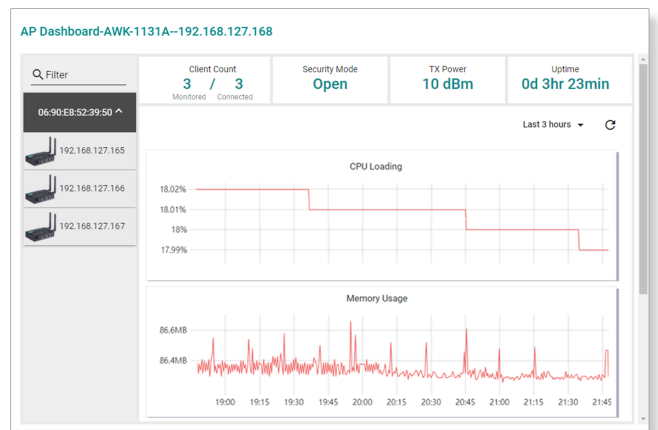 AP Dashboard-AWK-1131A--192.168.127.168
Filter
06:90:E8:52:39:50
192.168.127.165
192.168.127.166
192.168.127.167
Client Count
3 / 3
Monitored Connected
Security Mode
Open
TX Power
10 dBm
Uptime
0d 3hr 23min
Last 3 hours
CPU Loading
18.02%
18.01%
18%
17.99%
Memory Usage
86.6MB
86.4MB
19:00 19:15 19:30 19:45 20:00 20:15 20:30 20:45 21:00 21:15 21:30 21:45